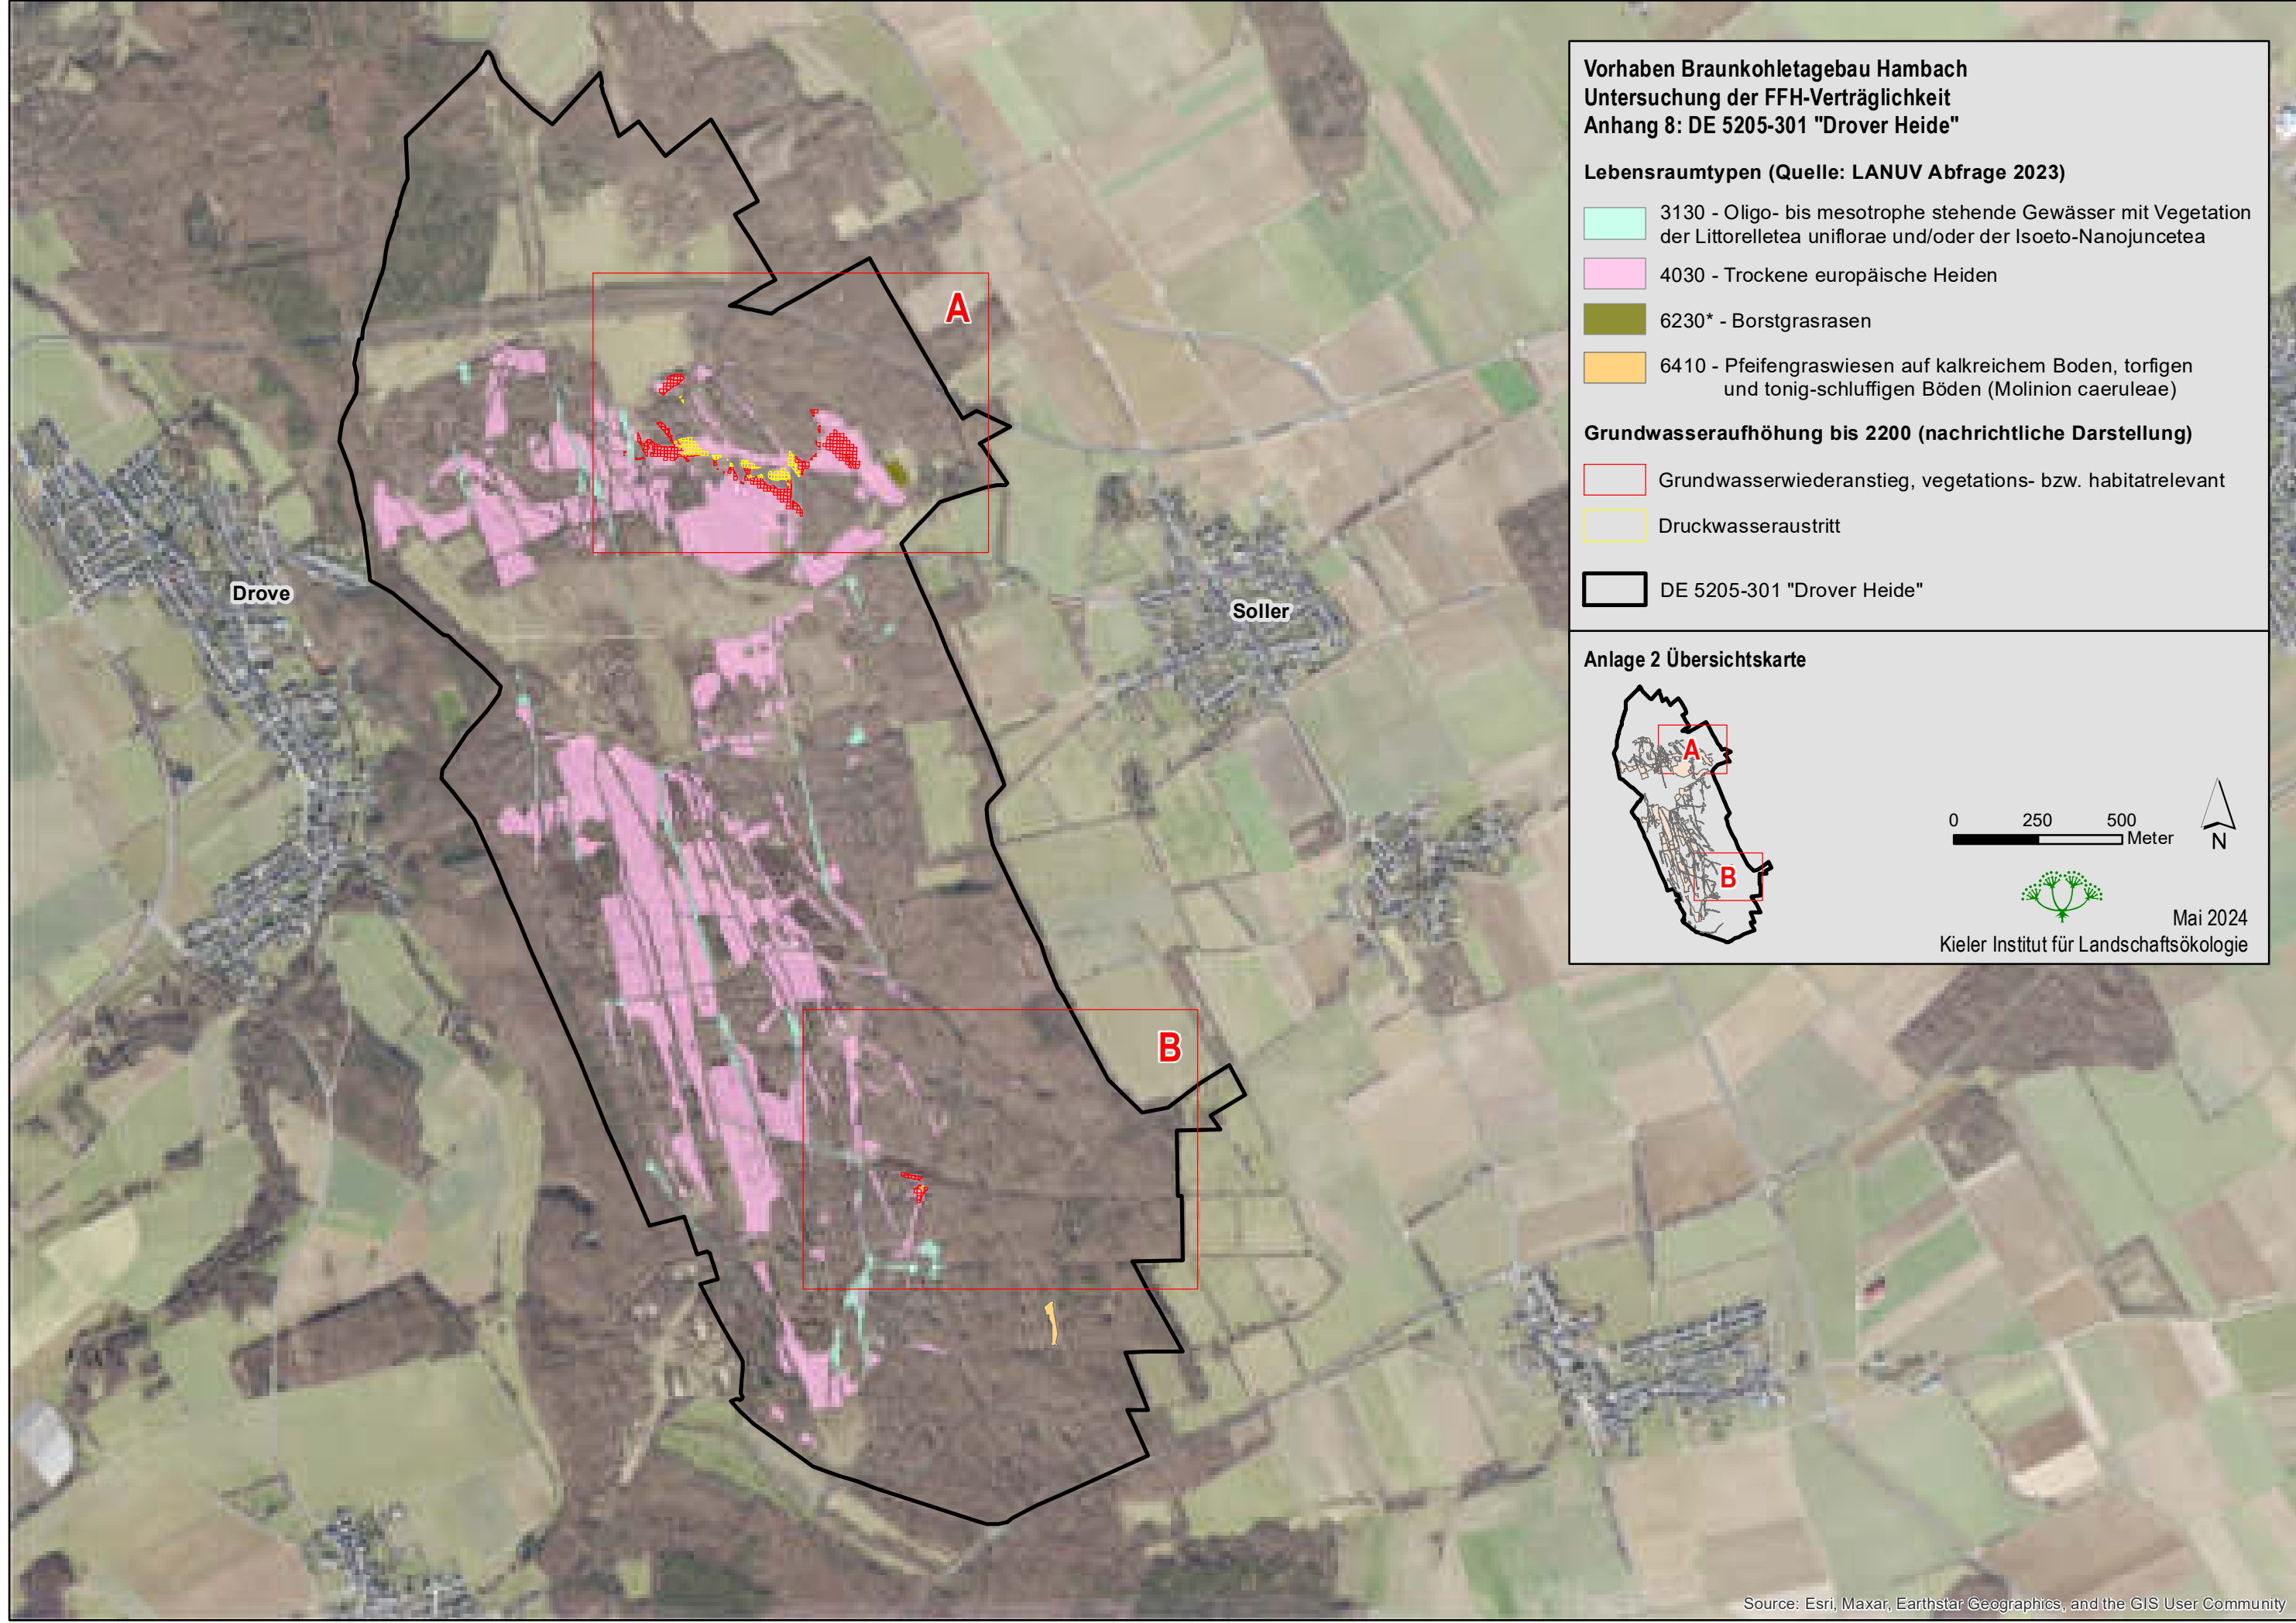 Vorhaben Braunkohletagebau Hambach
Untersuchung der FFH-Verträglichkeit
Anhang 8: DE 5205-301 "Drover Heide"
Lebensraumtypen (Quelle: LANUV Abfrage 2023)
3130 - Oligo- bis mesotrophe stehende Gewässer mit Vegetation
der Littorelletea uniflorae und/oder der Isoeto-Nanojuncetea
4030 - Trockene europäische Heiden
6230* - Borstgrasrasen
6410 - Pfeifengraswiesen auf kalkreichem Boden, torfigen
und tonig-schluffigen Böden (Molinion caeruleae)
Grundwasseraufhöhung bis 2200 (nachrichtliche Darstellung)
Grundwasserwiederanstieg, vegetations- bzw. habitatrelevant
Druckwasseraustritt
DE 5205-301 "Drover Heide"
Anlage 2 Übersichtskarte
A
B
0 250 500
Meter
N
Mai 2024
Kieler Institut für Landschaftsökologie
A
Drove
Soller
B
Source: Esri, Maxar, Earthstar Geographics, and the GIS User Community